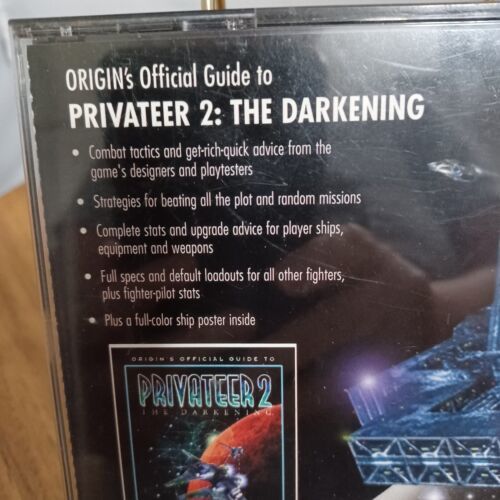 ORIGIN's Official Guide to
PRIVATEER 2: THE DARKENING
• Combat tactics and get-rich-quick advice from the
game's designers and playtesters
• Strategies for beating all the plot and random missions
• Complete stats and upgrade advice for player ships,
equipment and weapons
• Full specs and default loadouts for all other fighters,
plus fighter-pilot stats
• Plus a full-color ship poster inside
ORIGIN'S OFFICIAL GUIDE TO
PRIVATEER 2
THE DARKENING